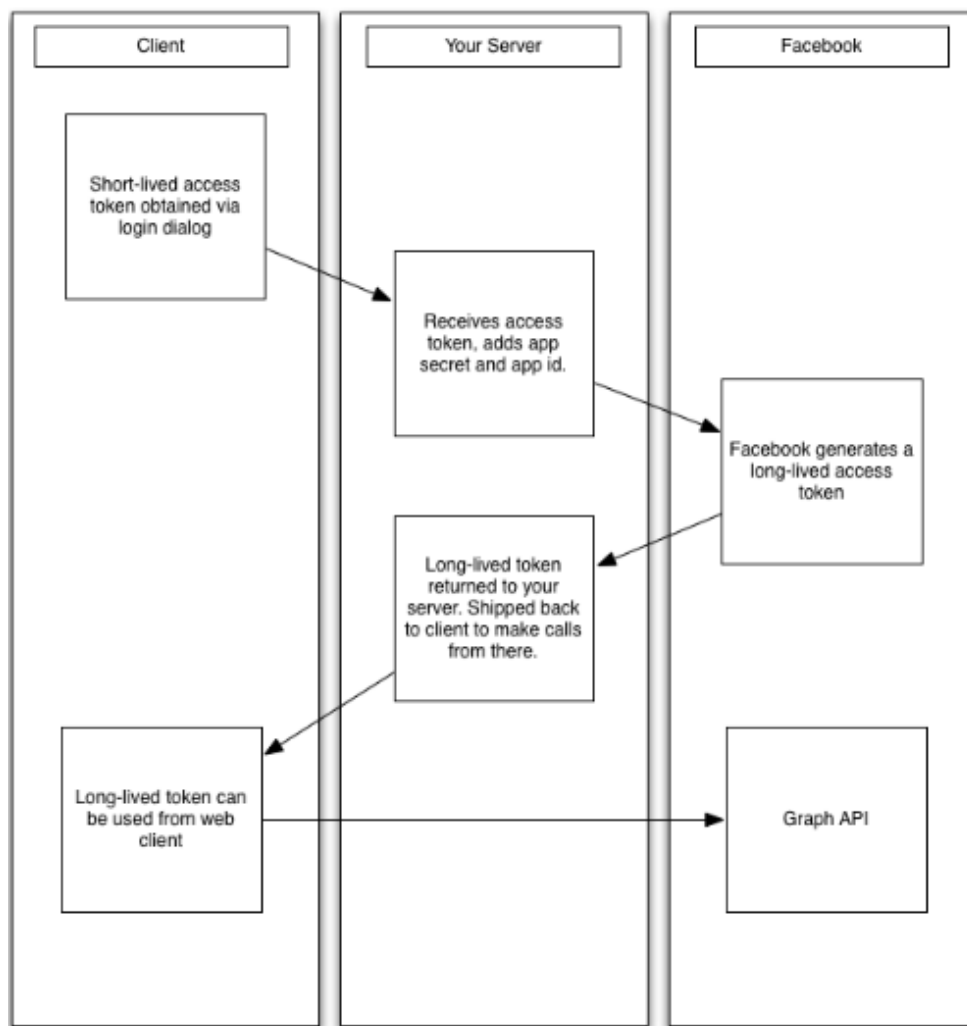 Client
Your Server
Facebook
Short-lived access
token obtained via
login dialog
Receives access
token, adds app
secret and app id.
Facebook generates a
long-lived access
token
Long-lived token
returned to your
server. Shipped back
to client to make calls
from there.
Long-lived token can
be used from web
client
Graph API